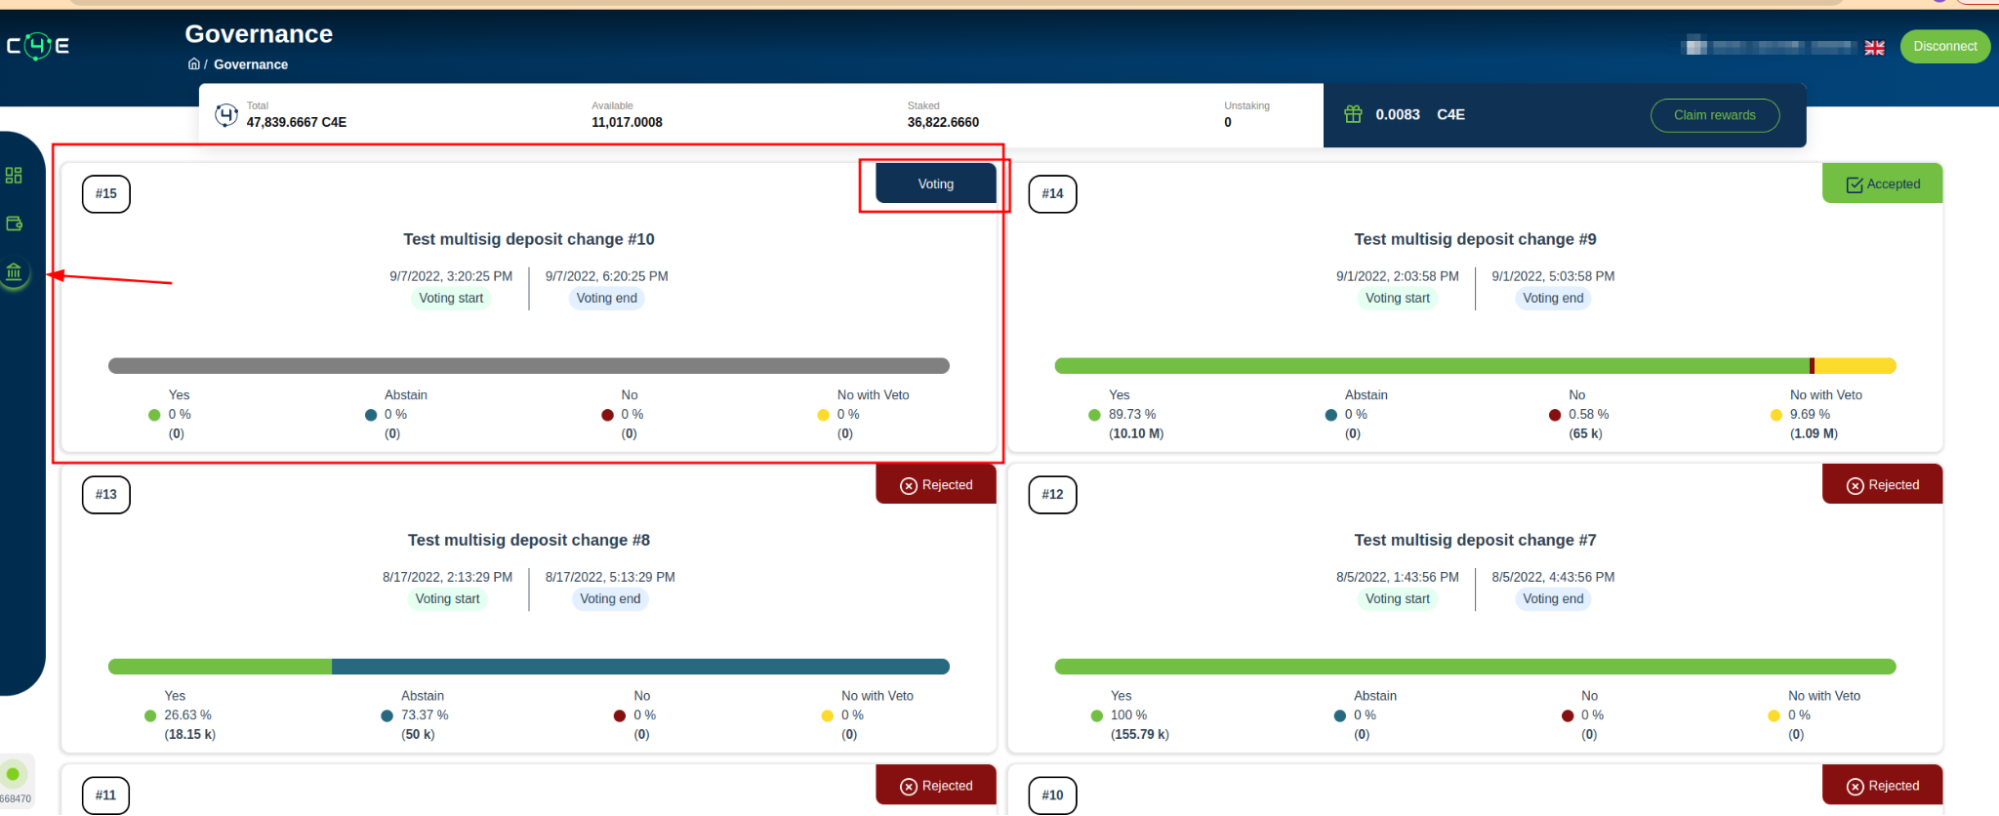 C4E
Governance
/ Governance
Disconnect
Total
47,839.6667 C4E
Available
11,017.0008
Staked
36,822.6660
Unstaking
0
0.0083 C4E
Claim rewards
#15
Voting
Test multisig deposit change #10
9/7/2022, 3:20:25 PM
Voting start
9/7/2022, 6:20:25 PM
Voting end
Yes
0 %
(0)
Abstain
0 %
(0)
No
0 %
(0)
No with Veto
0 %
(0)
#14
Accepted
Test multisig deposit change #9
9/1/2022, 2:03:58 PM
Voting start
9/1/2022, 5:03:58 PM
Voting end
Yes
89.73 %
(10.10 M)
Abstain
0 %
(0)
No
0.58 %
(65 k)
No with Veto
9.69 %
(1.09 M)
#13
Rejected
Test multisig deposit change #8
8/17/2022, 2:13:29 PM
Voting start
8/17/2022, 5:13:29 PM
Voting end
Yes
26.63 %
(18.15 k)
Abstain
73.37 %
(50 k)
No
0 %
(0)
No with Veto
0 %
(0)
#12
Rejected
Test multisig deposit change #7
8/5/2022, 1:43:56 PM
Voting start
8/5/2022, 4:43:56 PM
Voting end
Yes
100 %
(155.79 k)
Abstain
0 %
(0)
No
0 %
(0)
No with Veto
0 %
(0)
#11
Rejected
#10
Rejected
668470